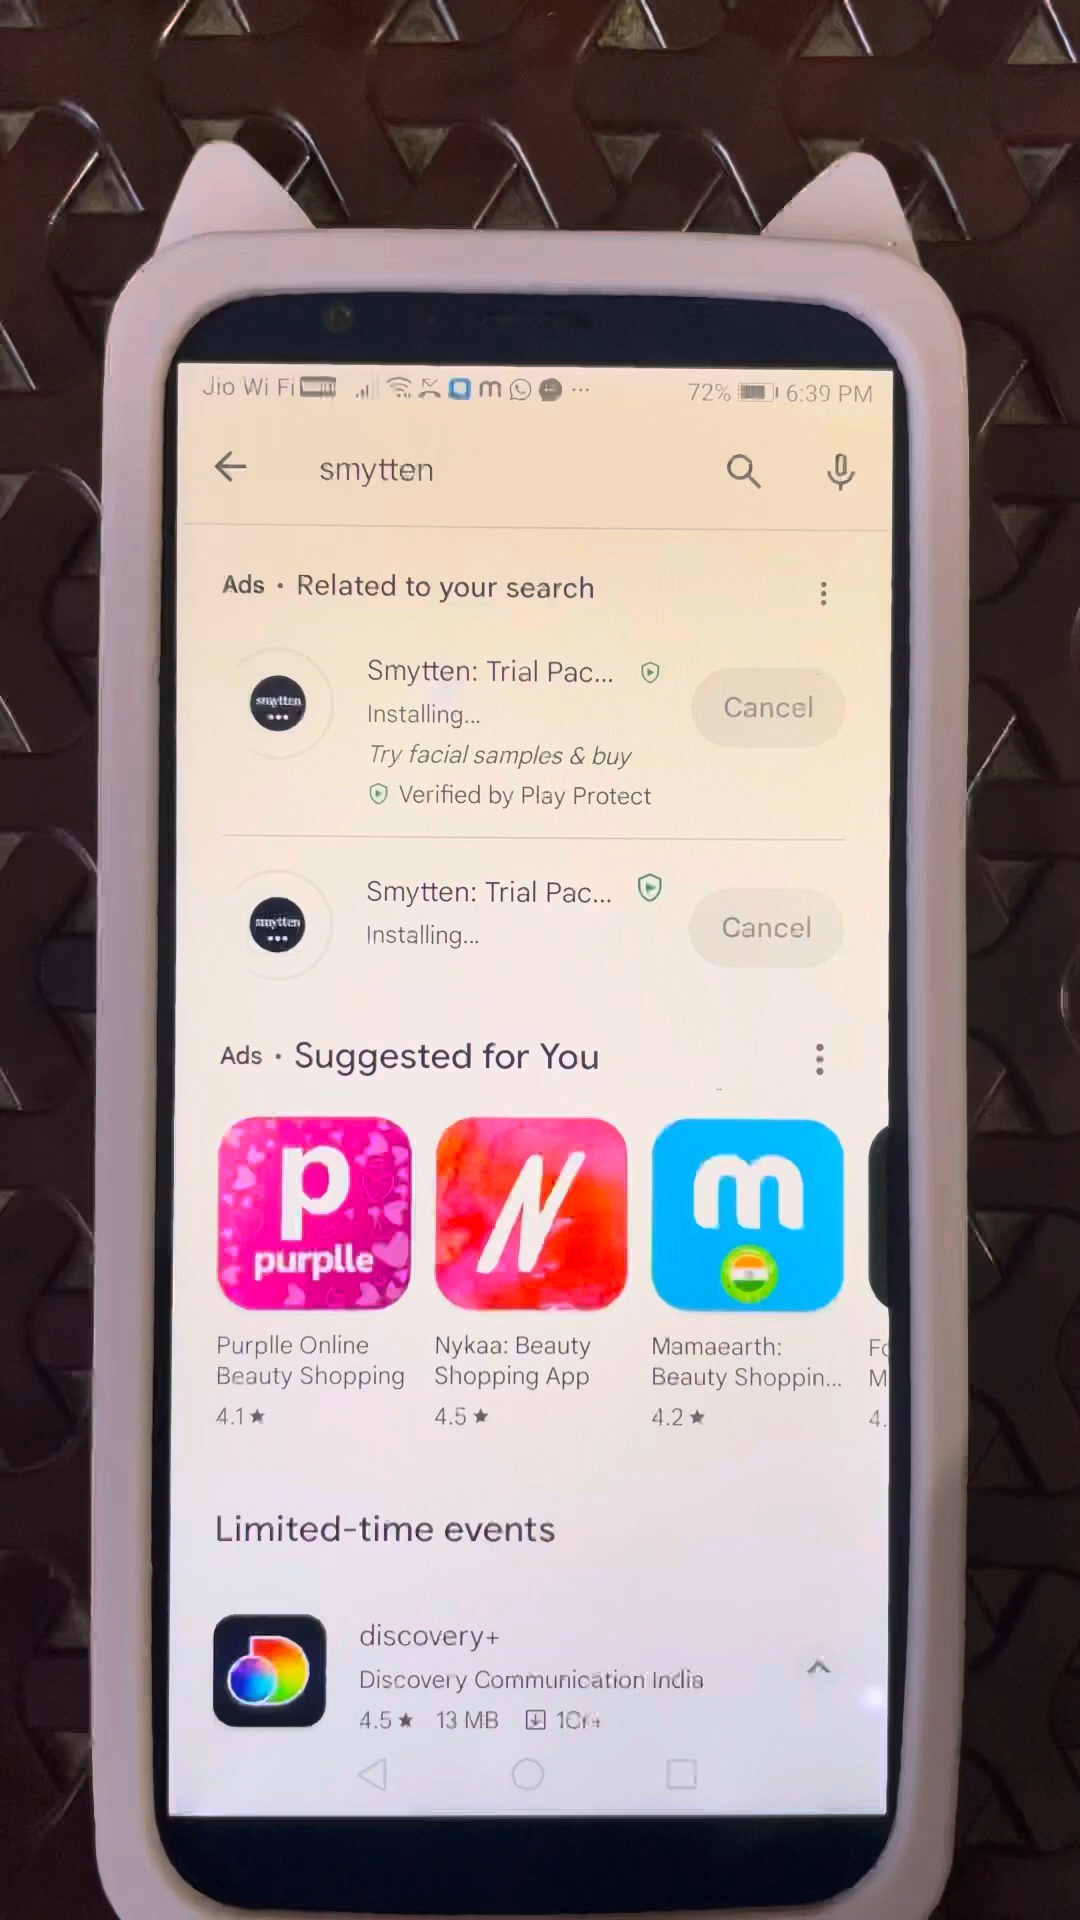 Jio Wi Fi
72%
6:39 PM
smytten
Ads • Related to your search
smytten
Smytten: Trial Pac...
Installing...
Cancel
Try facial samples & buy
Verified by Play Protect
smytten
Smytten: Trial Pac...
Installing...
Cancel
Ads • Suggested for You
p
purplle
N
m
Purplle Online
Beauty Shopping
4.1★
Nykaa: Beauty
Shopping App
4.5★
Mamaearth:
Beauty Shoppin...
4.2★
M
4.
Limited-time events
discovery+
Discovery Communication India
4.5★ 13 MB